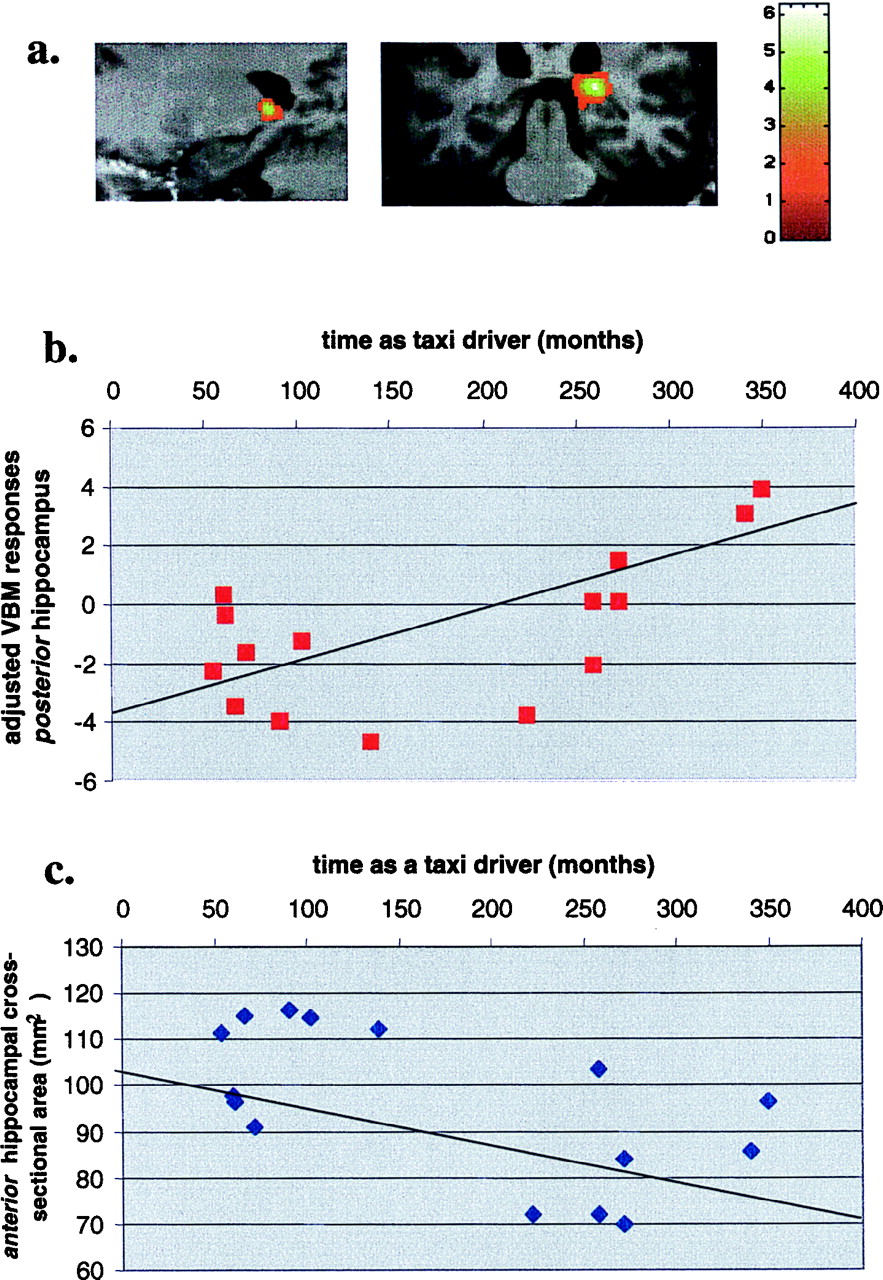 a.
6
5
4
3
2
1
0
b.
time as taxi driver (months)
0 50 100 150 200 250 300 350 400
adjusted VBM responses
posterior hippocampus
6
4
2
0
-2
-4
-6
c.
time as a taxi driver (months)
0 50 100 150 200 250 300 350 400
anterior hippocampal cross-
sectional area (mm2 )
130
120
110
100
90
80
70
60